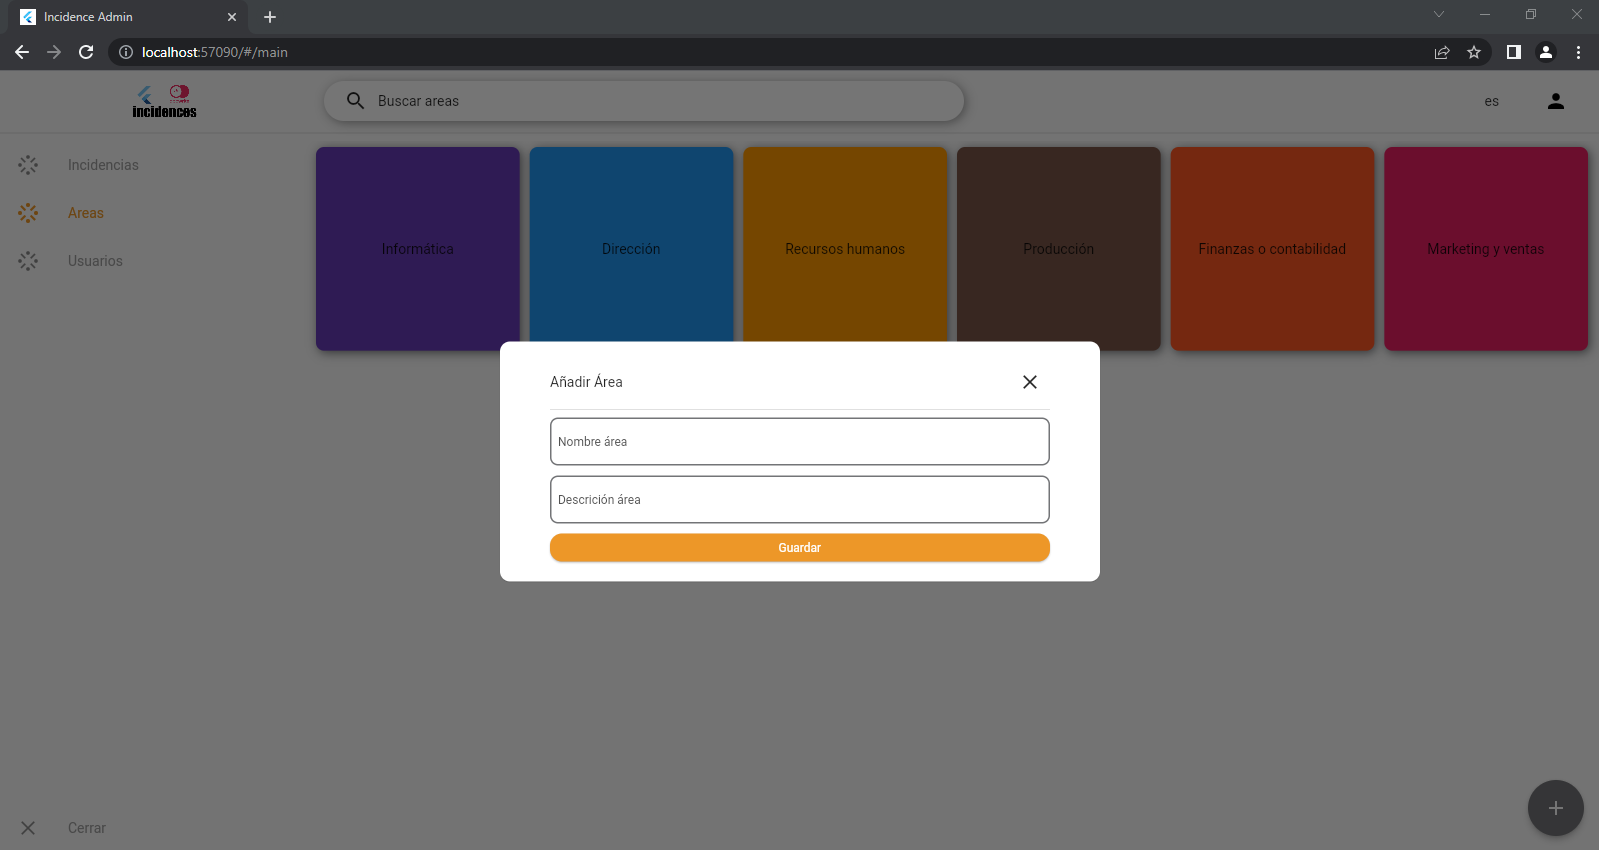 Incidence Admin
localhost:57090/#/main
incidences
Buscar areas
es
Incidencias
Areas
Usuarios
Informática
Dirección
Recursos humanos
Producción
Finanzas o contabilidad
Marketing y ventas
Añadir Área
Nombre área
Descrición área
Guardar
Cerrar